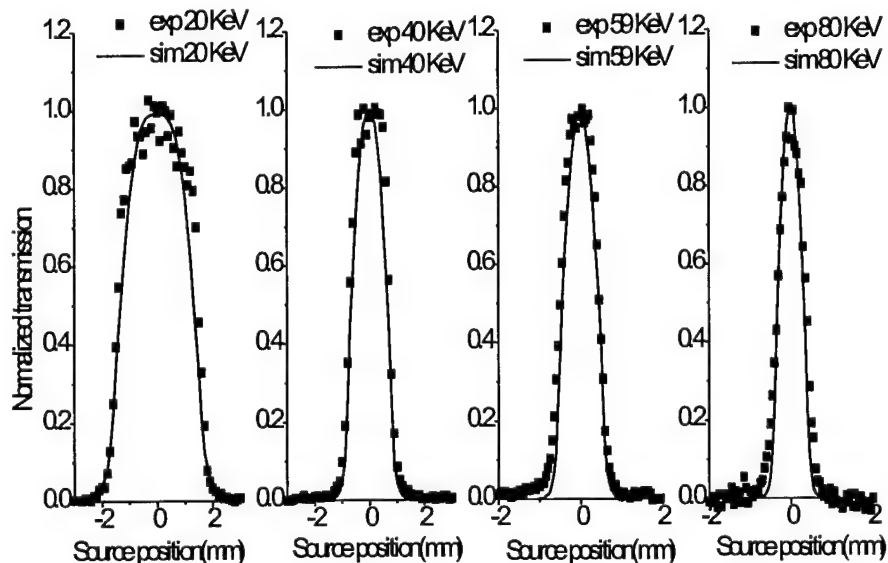 exp 20 KeV
sim 20 KeV
1.2
1.0
0.8
0.6
0.4
0.2
0.0
Normalized transmission
-2 0 2
Source position (mm)
exp 40 KeV
sim 40 KeV
1.2
1.0
0.8
0.6
0.4
0.2
0.0
-2 0 2
Source position (mm)
exp 59 KeV
sim 59 KeV
1.2
1.0
0.8
0.6
0.4
0.2
0.0
-2 0 2
Source position (mm)
exp 80 KeV
sim 80 KeV
1.2
1.0
0.8
0.6
0.4
0.2
0.0
-2 0 2
Source position (mm)